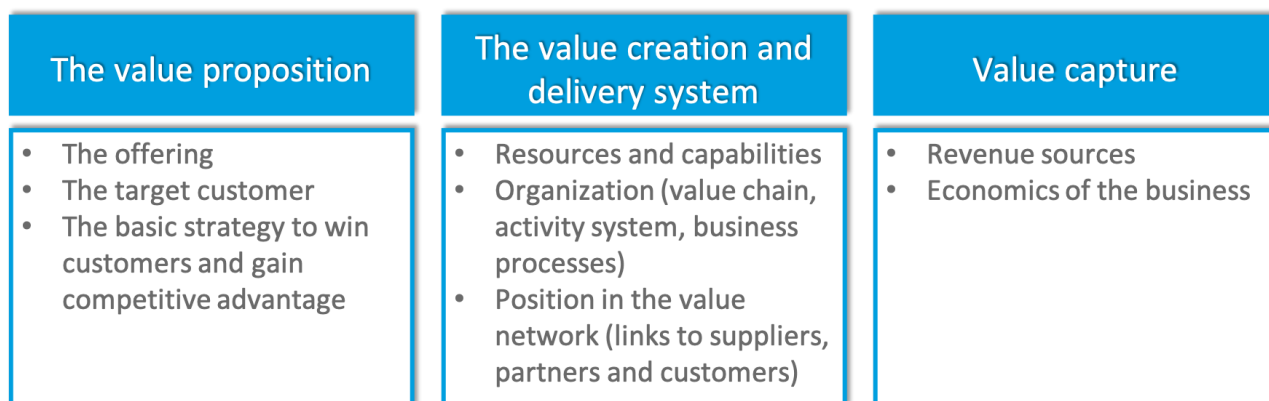 The value proposition
• The offering
• The target customer
• The basic strategy to win
customers and gain
competitive advantage
The value creation and
delivery system
• Resources and capabilities
• Organization (value chain,
activity system, business
processes)
• Position in the value
network (links to suppliers,
partners and customers)
Value capture
• Revenue sources
• Economics of the business